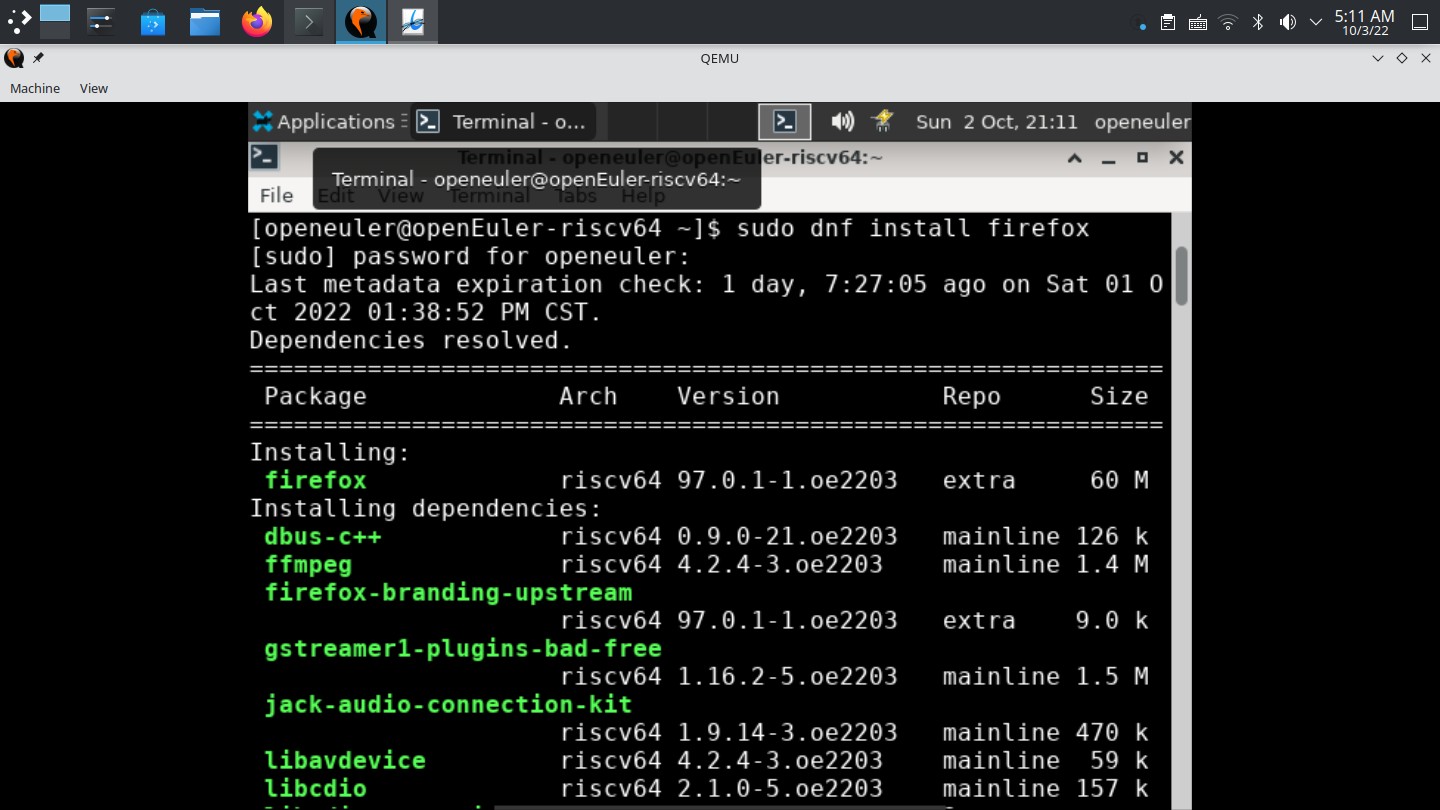 5:11 AM
10/3/22
QEMU
Machine View
Applications Terminal - o... Sun 2 Oct, 21:11 openeuler
Terminal - openeuler@openEuler-riscv64:~
Terminal - openeuler@openEuler-riscv64:~
File Edit View Terminal Tabs Help
[openeuler@openEuler-riscv64 ~]$ sudo dnf install firefox
[sudo] password for openeuler:
Last metadata expiration check: 1 day, 7:27:05 ago on Sat 01 O
ct 2022 01:38:52 PM CST.
Dependencies resolved.
==============================================================
Package Arch Version Repo Size
==============================================================
Installing:
firefox riscv64 97.0.1-1.oe2203 extra 60 M
Installing dependencies:
dbus-c++ riscv64 0.9.0-21.oe2203 mainline 126 k
ffmpeg riscv64 4.2.4-3.oe2203 mainline 1.4 M
firefox-branding-upstream
riscv64 97.0.1-1.oe2203 extra 9.0 k
gstreamer1-plugins-bad-free
riscv64 1.16.2-5.oe2203 mainline 1.5 M
jack-audio-connection-kit
riscv64 1.9.14-3.oe2203 mainline 470 k
libavdevice riscv64 4.2.4-3.oe2203 mainline 59 k
libcdio riscv64 2.1.0-5.oe2203 mainline 157 k